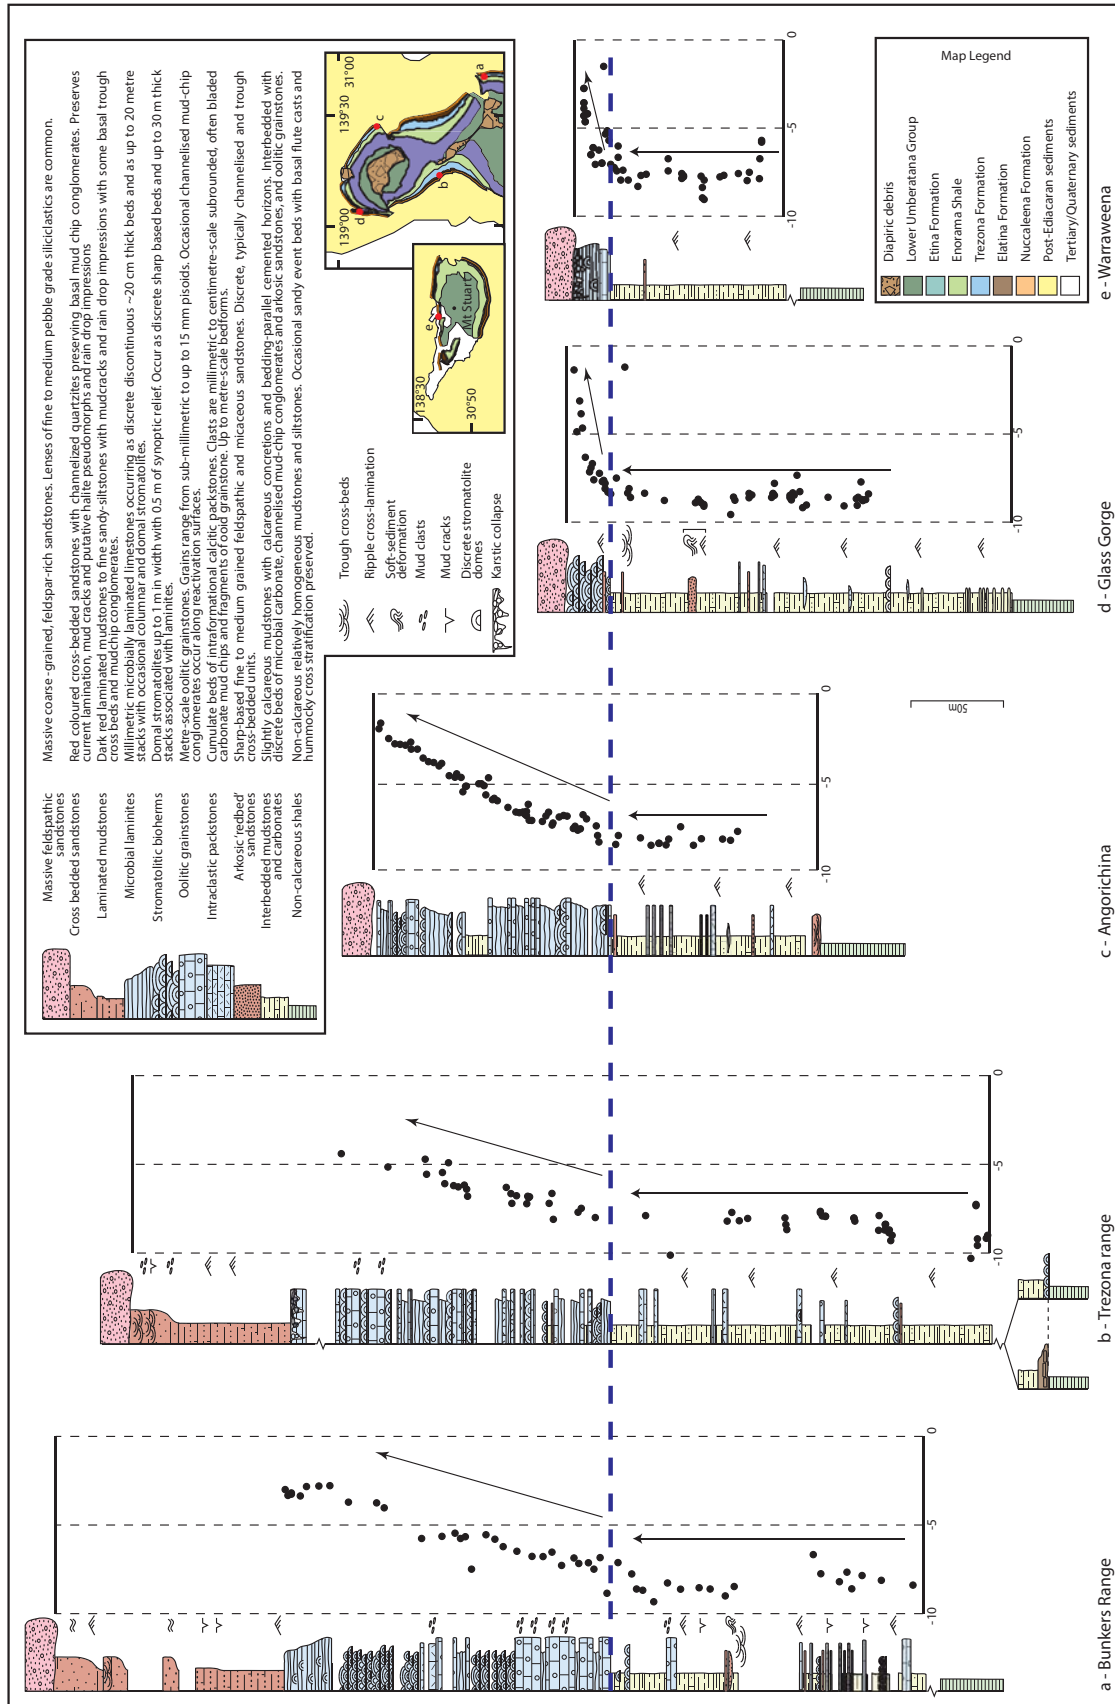 Massive feldspathic
sandstones
Massive coarse-grained, feldspar-rich sandstones. Lenses of fine to medium pebble grade siliciclastics are common.
Cross bedded sandstones
Red coloured cross-bedded sandstones with channelized quartzites preserving basal mud chip conglomerates. Preserves
current lamination, mud cracks and putative halite pseudomorphs and rain drop impressions
Laminated mudstones
Dark red laminated mudstones to fine sandy-siltstones with mudcracks and rain drop impressions with some basal trough
cross beds and mudchip conglomerates.
Microbial laminites
Millimetric microbially laminated limestones occurring as discrete discontinuous ~20 cm thick beds and as up to 20 metre
stacks with occasional columnar and domal stromatolites.
Stromatolitic bioherms
Domal stromatolites up to 1 m in width with 0.5 m of synoptic relief. Occur as discrete sharp based beds and up to 30 m thick
stacks associated with laminites.
Oolitic grainstones
Metre-scale oolitic grainstones. Grains range from sub-millimetric to up to 15 mm pisolds. Occasional channelised mud-chip
conglomerates occur along reactivation surfaces.
Intraclastic packstones
Cumulate beds of intraformational calcitic packstones. Clasts are millimetric to centimetre-scale subrounded, often bladed
carbonate mud chips and fragments of ooid grainstone. Up to metre-scale bedforms.
Arkosic 'redbed'
sandstones
Sharp-based fine to medium grained feldspathic and micaceous sandstones. Discrete, typically channelised and trough
cross-bedded units.
Interbedded mudstones
and carbonates
Slightly calcareous mudstones with calcareous concretions and bedding-parallel cemented horizons. Interbedded with
discrete beds of microbial carbonate, channelised mud-chip conglomerates and arkosic sandstones, and oolitic grainstones.
Non-calcareous shales
Non-calcareous relatively homogeneous mudstones and siltstones. Occasional sandy event beds with basal flute casts and
hummocky cross stratification preserved.
Trough cross-beds
Ripple cross-lamination
Soft-sediment
deformation
Mud clasts
Mud cracks
Discrete stromatolite
domes
Karstic collapse
138°30
30°50
Mt Stuart
e
139°00
139°30
31°00
a
b
c
d
Map Legend
Diapiric debris
Lower Umberatana Group
Etina Formation
Enorama Shale
Trezona Formation
Elatina Formation
Nuccaleena Formation
Post-Ediacaran sediments
Tertiary/Quaternary sediments
50m
-10
-5
0
a - Bunkers Range
-10
-5
0
b - Trezona range
-10
-5
0
c - Angorichina
-10
-5
0
d - Glass Gorge
-10
-5
0
e - Warraweena